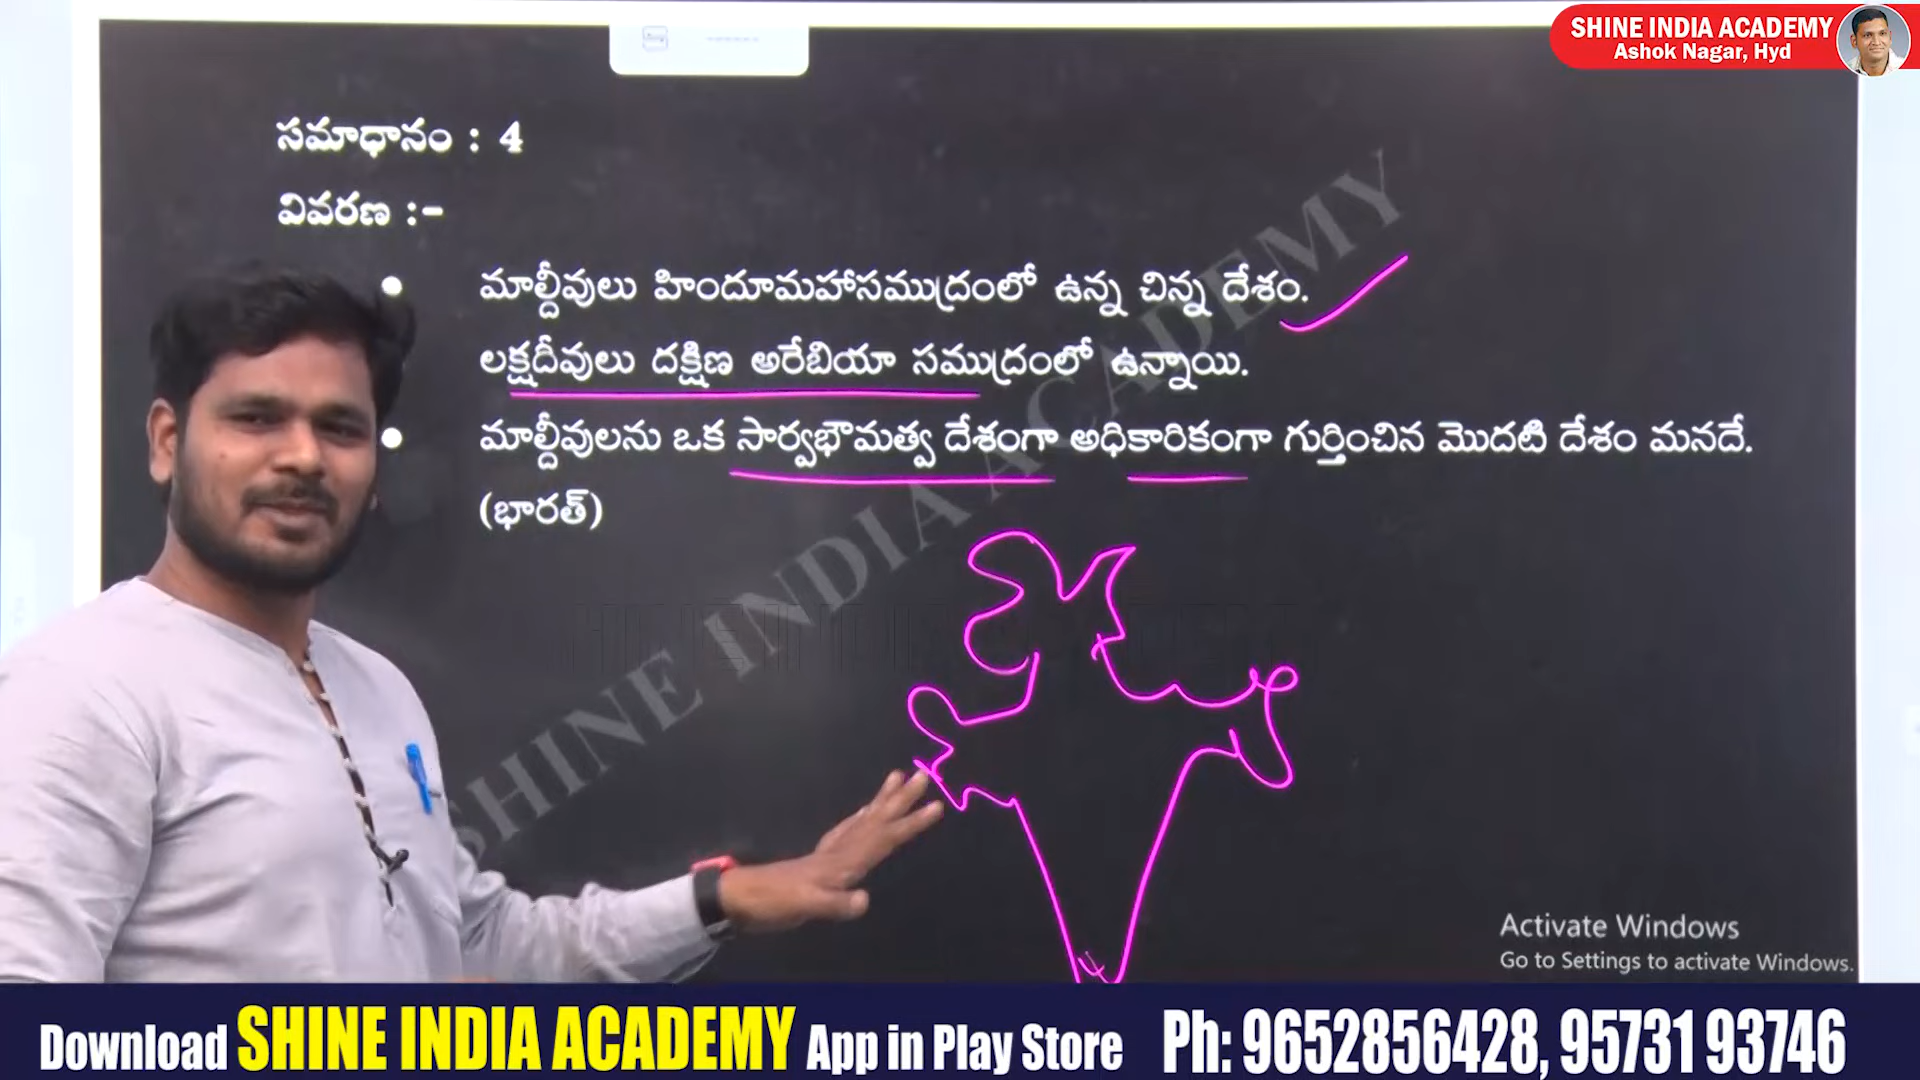 SHINE INDIA ACADEMY
Ashok Nagar, Hyd
సమాధానం : 4
వివరణ :-
• మాల్దీవులు హిందూమహాసముద్రంలో ఉన్న చిన్న దేశం.
లక్షదీవులు దక్షిణ అరేబియా సముద్రంలో ఉన్నాయి.
• మాల్దీవులను ఒక సార్వభౌమత్వ దేశంగా అధికారికంగా గుర్తించిన మొదటి దేశం మనదే.
(భారత్)
SHINE INDIA ACADEMY
Activate Windows
Go to Settings to activate Windows.
Download SHINE INDIA ACADEMY App in Play Store Ph: 9652856428, 95731 93746